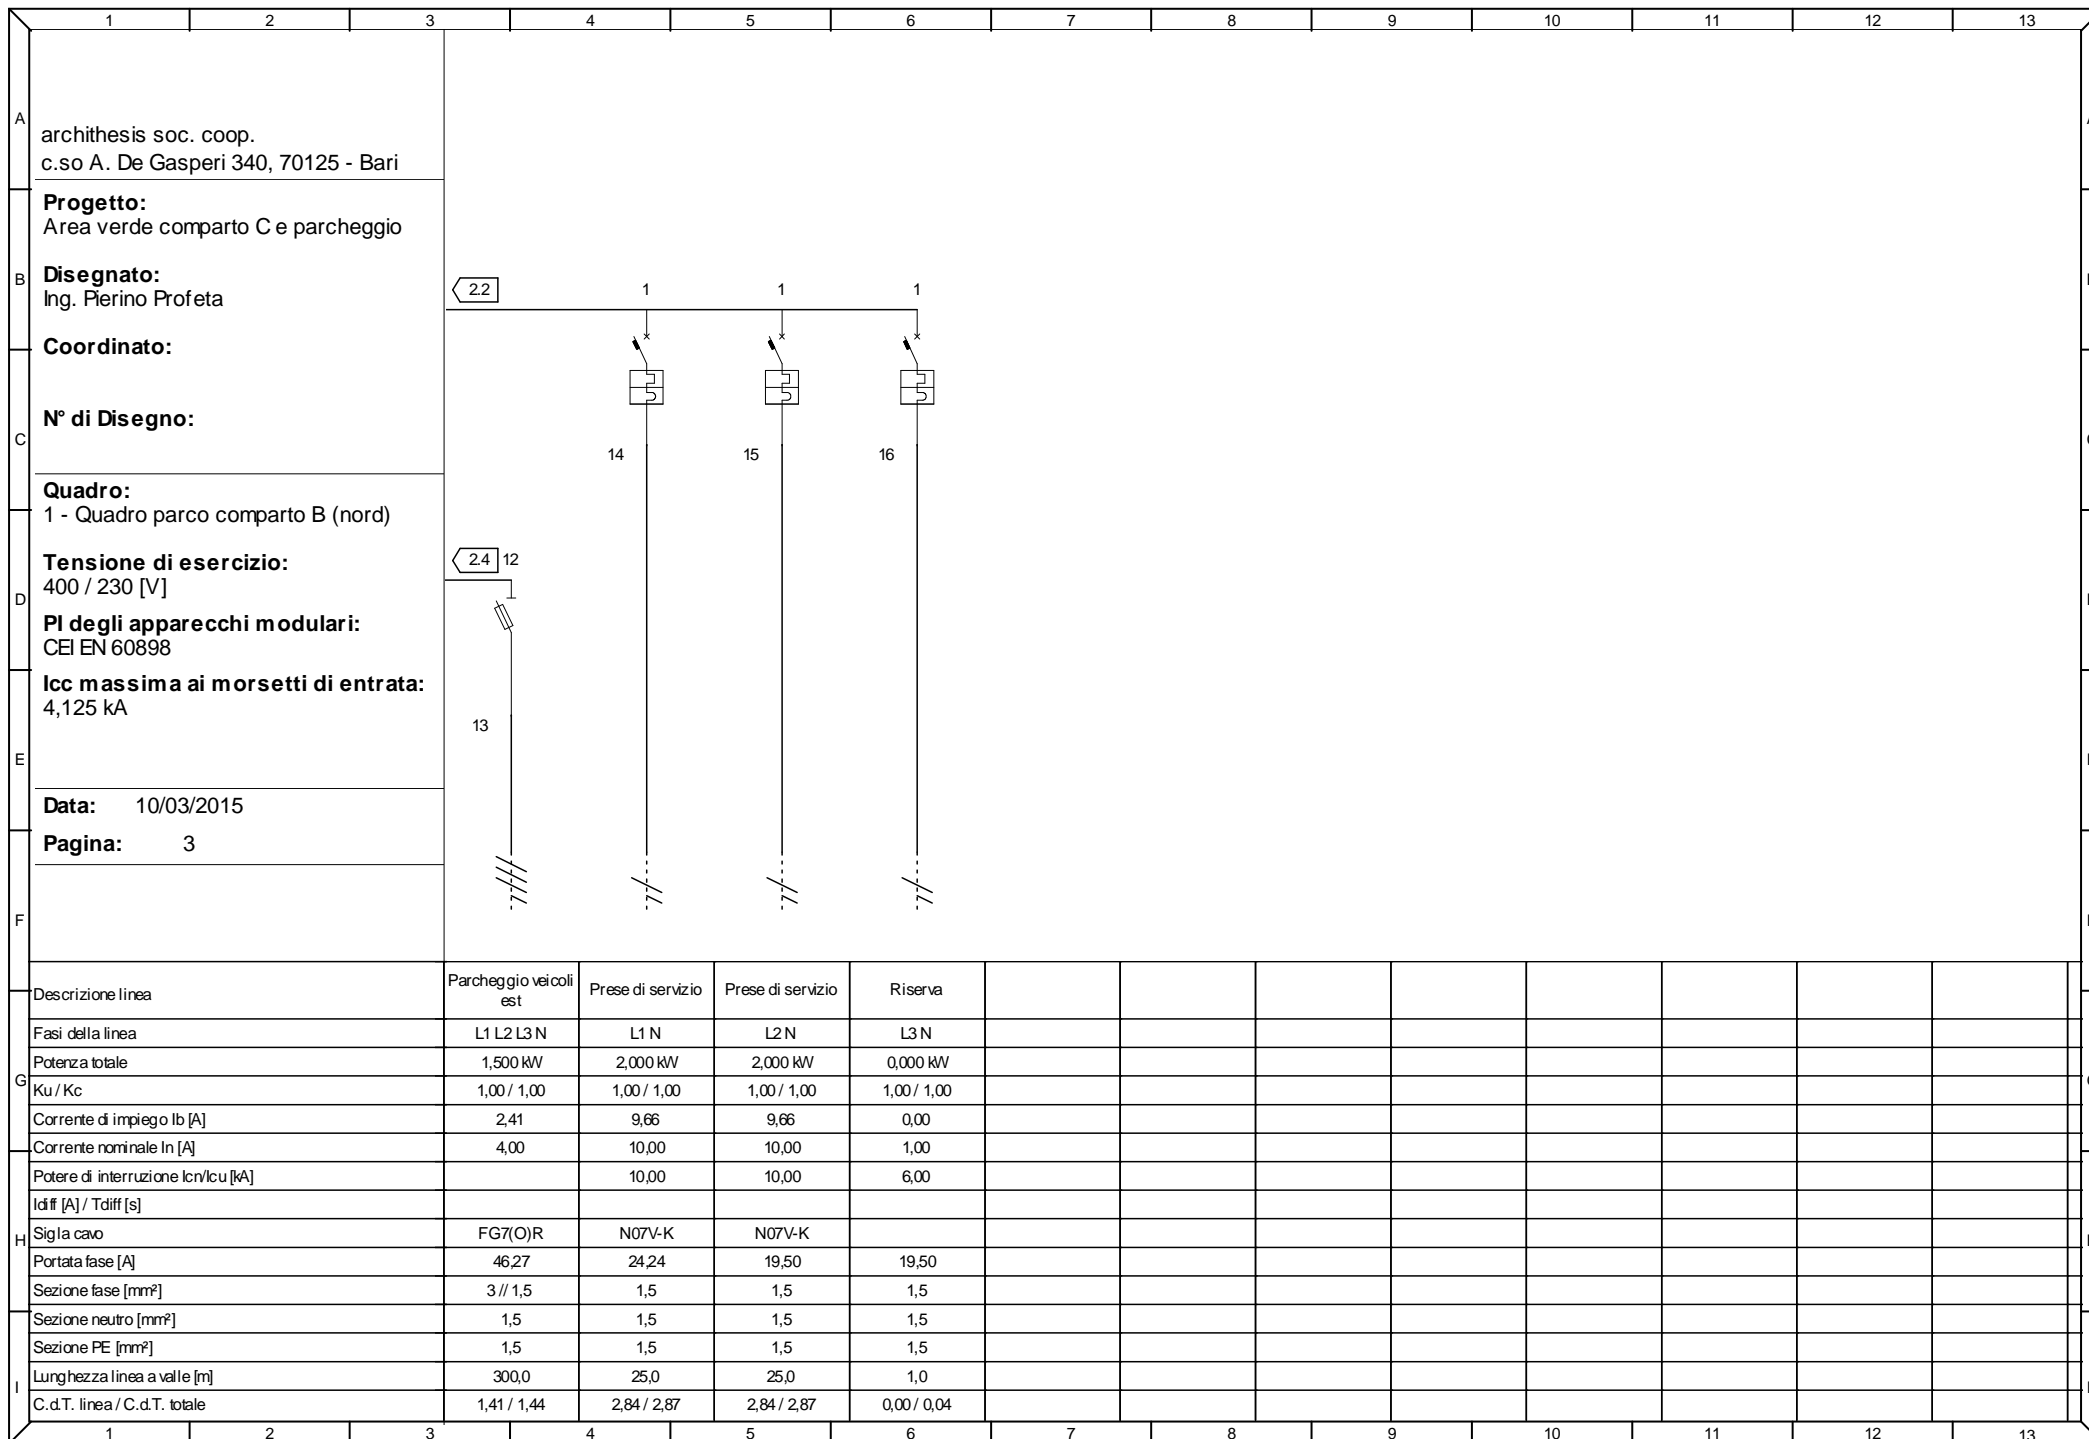 1 2 3 4 5 6 7 8 9 10 11 12 13
A
archithesis soc. coop.
c.so A. De Gasperi 340, 70125 - Bari
Progetto:
Area verde comparto C e parcheggio
B
Disegnato:
Ing. Pierino Profeta
2.2 1 1 1
Coordinato:
N° di Disegno:
C
14 15 16
Quadro:
1 - Quadro parco comparto B (nord)
Tensione di esercizio:
400 / 230 [V]
2.4 12
D
PI degli apparecchi modulari:
CEI EN 60898
Icc massima ai morsetti di entrata:
4,125 kA
13
E
Data: 10/03/2015
Pagina: 3
F
Descrizione linea Parcheggio veicoli est Prese di servizio Prese di servizio Riserva
Fasi della linea L1 L2 L3 N L1 N L2 N L3 N
Potenza totale 1,500 kW 2,000 kW 2,000 kW 0,000 kW
G
Ku / Kc 1,00 / 1,00 1,00 / 1,00 1,00 / 1,00 1,00 / 1,00
Corrente di impiego Ib [A] 2,41 9,66 9,66 0,00
Corrente nominale In [A] 4,00 10,00 10,00 1,00
Potere di interruzione Icn/Icu [kA] 10,00 10,00 6,00
Idiff [A] / Tdiff [s]
H
Sigla cavo FG7(O)R N07V-K N07V-K
Portata fase [A] 46,27 24,24 19,50 19,50
Sezione fase [mm²] 3 // 1,5 1,5 1,5 1,5
Sezione neutro [mm²] 1,5 1,5 1,5 1,5
Sezione PE [mm²] 1,5 1,5 1,5 1,5
I
Lunghezza linea a valle [m] 300,0 25,0 25,0 1,0
C.d.T. linea / C.d.T. totale 1,41 / 1,44 2,84 / 2,87 2,84 / 2,87 0,00 / 0,04
1 2 3 4 5 6 7 8 9 10 11 12 13